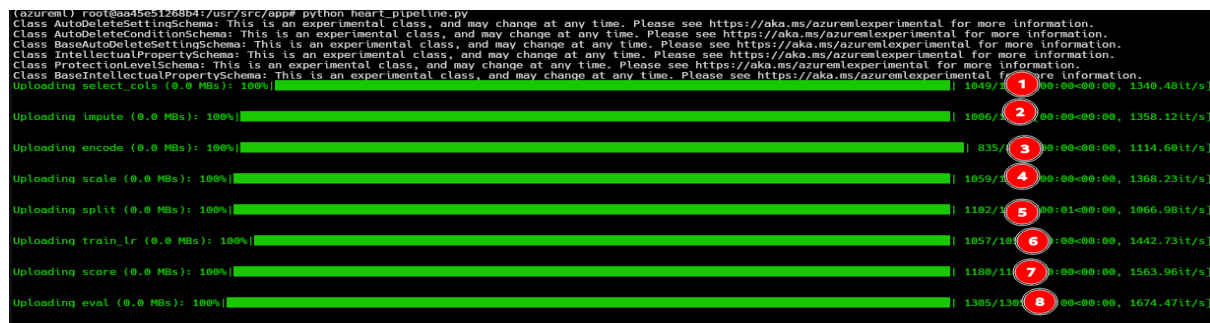 (azureml) root@aa45e51268b4:/usr/src/app# python heart_pipeline.py
Class AutoDeleteSettingSchema: This is an experimental class, and may change at any time. Please see https://aka.ms/azuremlexperimental for more information.
Class AutoDeleteConditionSchema: This is an experimental class, and may change at any time. Please see https://aka.ms/azuremlexperimental for more information.
Class BaseAutoDeleteSettingSchema: This is an experimental class, and may change at any time. Please see https://aka.ms/azuremlexperimental for more information.
Class IntellectualPropertySchema: This is an experimental class, and may change at any time. Please see https://aka.ms/azuremlexperimental for more information.
Class ProtectionLevelSchema: This is an experimental class, and may change at any time. Please see https://aka.ms/azuremlexperimental for more information.
Class BaseIntellectualPropertySchema: This is an experimental class, and may change at any time. Please see https://aka.ms/azuremlexperimental information.
Uploading select_cols (0.0 MBs): 100%| | 1049/ 1 00:00<00:00, 1340.48it/s]
Uploading impute (0.0 MBs): 100%| | 1006/ 2 00:00<00:00, 1358.12it/s]
Uploading encode (0.0 MBs): 100%| | 835/ 3 00:00<00:00, 1114.60it/s]
Uploading scale (0.0 MBs): 100%| | 1059/ 4 00:00<00:00, 1368.23it/s]
Uploading split (0.0 MBs): 100%| | 1102/ 5 00:01<00:00, 1066.98it/s]
Uploading train_lr (0.0 MBs): 100%| | 1057/ 6 0:00<00:00, 1442.73it/s]
Uploading score (0.0 MBs): 100%| | 1180/ 7 0:00<00:00, 1563.96it/s]
Uploading eval (0.0 MBs): 100%| | 1305/ 8 00<00:00, 1674.47it/s]